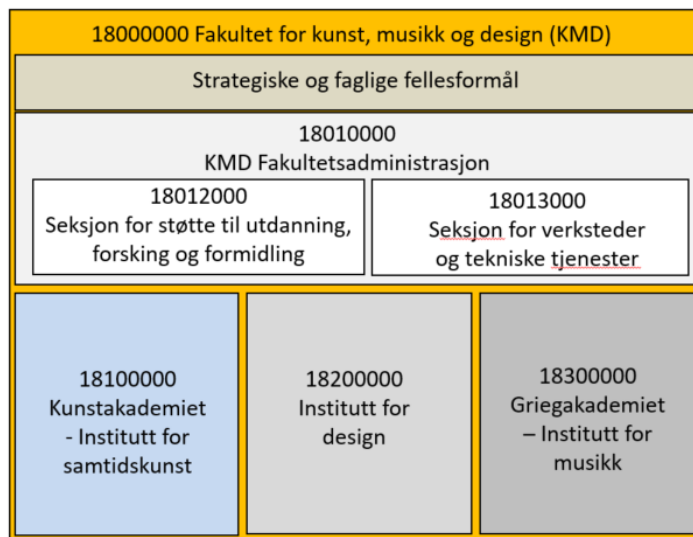 18000000 Fakultet for kunst, musikk og design (KMD)
Strategiske og faglige fellesformål
18010000
KMD Fakultetsadministrasjon
18012000
Seksjon for støtte til utdanning,
forsking og formidling
18013000
Seksjon for verksteder
og tekniske tjenester
18100000
Kunstakademiet
- Institutt for
samtidskunst
18200000
Institutt for
design
18300000
Griegakademiet
– Institutt for
musikk